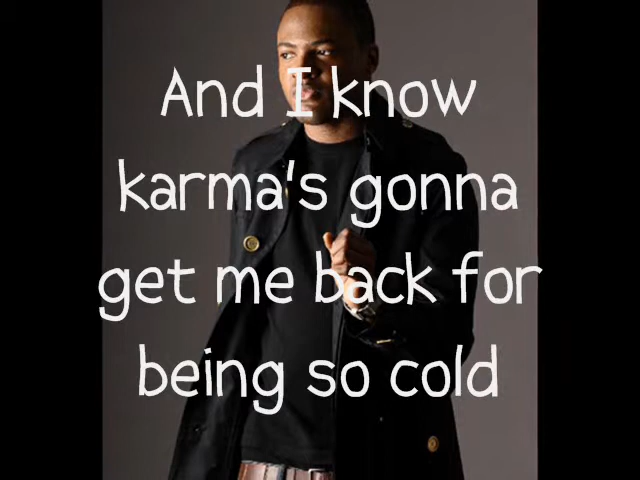 And I know
karma's gonna
get me back for
being so cold